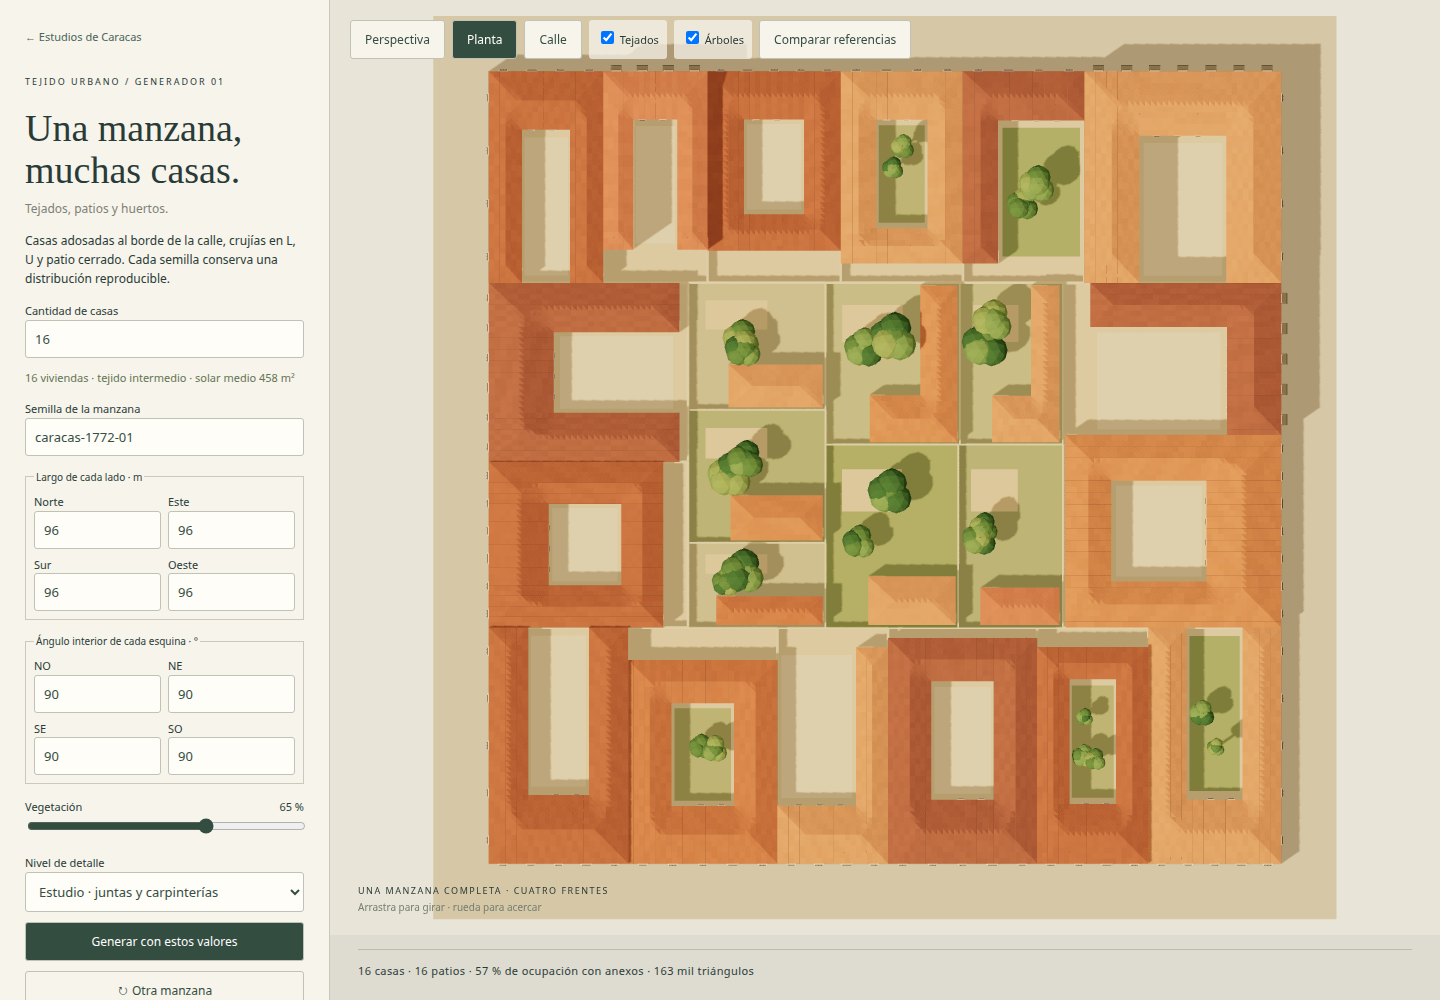 ← Estudios de Caracas
TEJIDO URBANO / GENERADOR 01
Una manzana,
muchas casas.
Tejados, patios y huertos.
Casas adosadas al borde de la calle, crujías en L,
U y patio cerrado. Cada semilla conserva una
distribución reproducible.
Cantidad de casas
16
16 viviendas · tejido intermedio · solar medio 458 m²
Semilla de la manzana
caracas-1772-01
Largo de cada lado · m
Norte
Este
96
96
Sur
Oeste
96
96
Ángulo interior de cada esquina · °
NO
NE
90
90
SE
SO
90
90
Vegetación
65 %
Nivel de detalle
Estudio · juntas y carpinterías
Generar con estos valores
↻ Otra manzana
Perspectiva
Planta
Calle
Tejados
Árboles
Comparar referencias
UNA MANZANA COMPLETA · CUATRO FRENTES
Arrastra para girar · rueda para acercar
16 casas · 16 patios · 57 % de ocupación con anexos · 163 mil triángulos